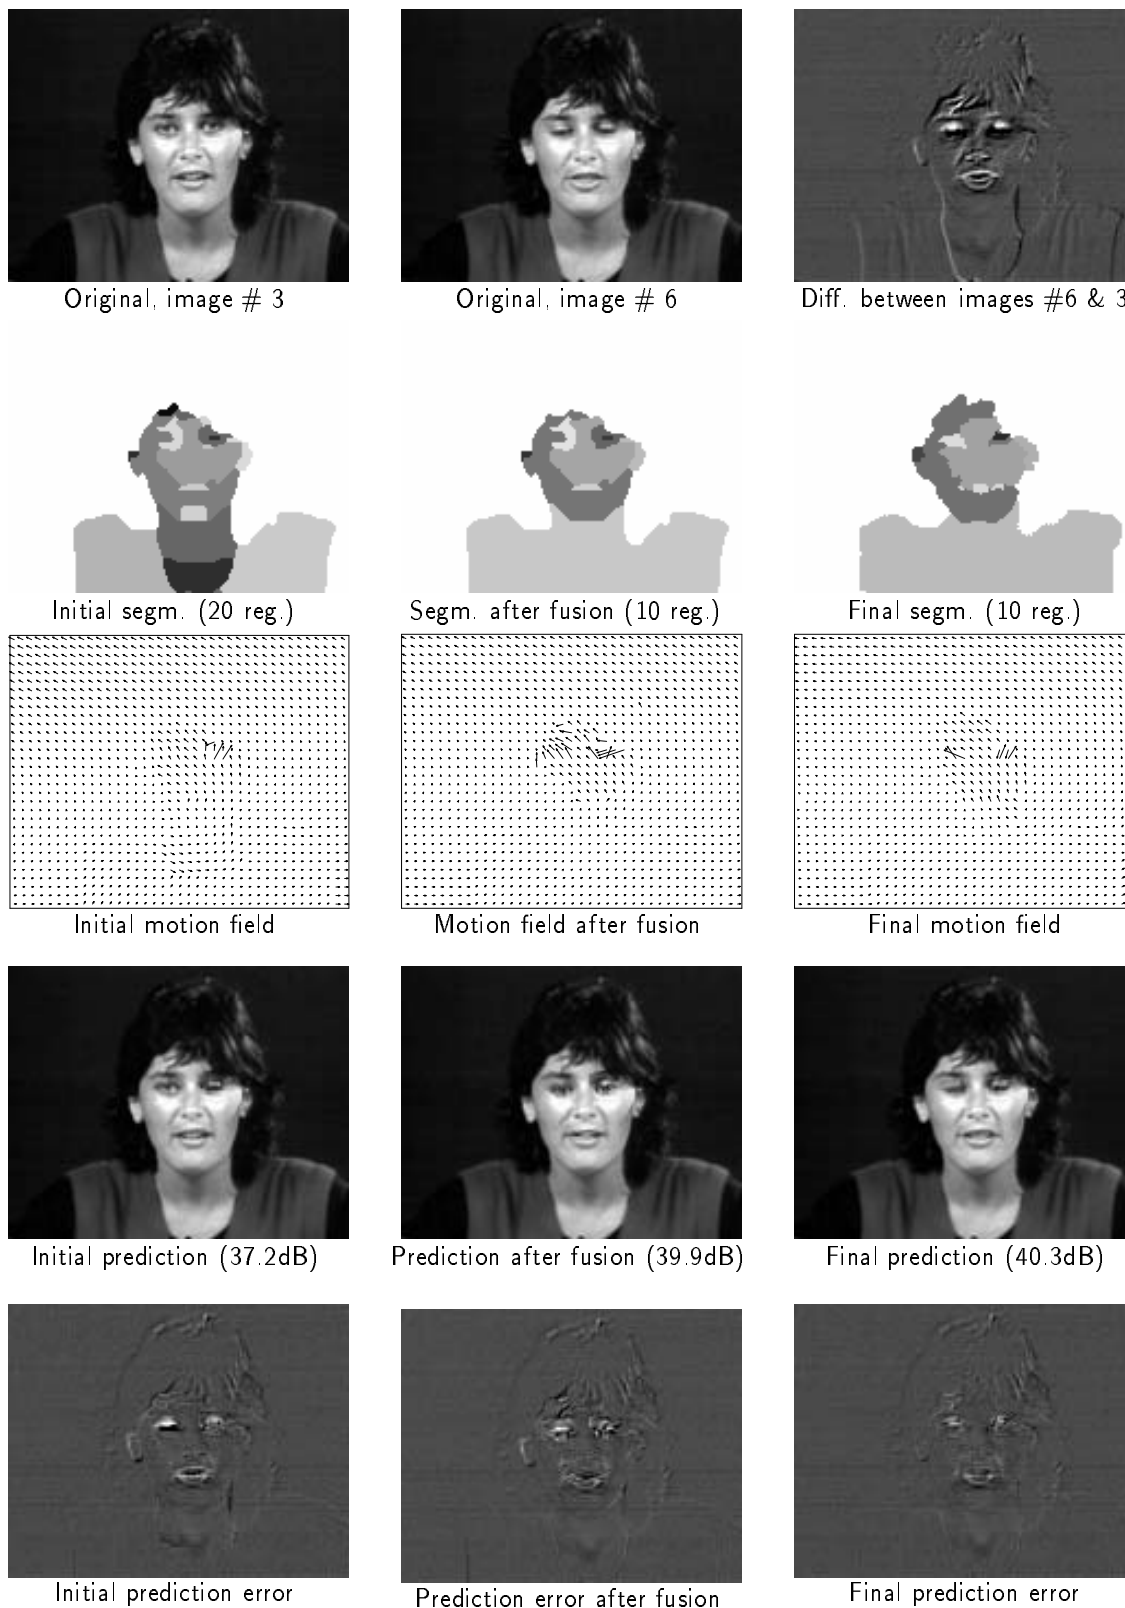 Original, image # 3
Original, image # 6
Diff. between images #6 & 3
Initial segm. (20 reg.)
Segm. after fusion (10 reg.)
Final segm. (10 reg.)
Initial motion field
Motion field after fusion
Final motion field
Initial prediction (37.2dB)
Prediction after fusion (39.9dB)
Final prediction (40.3dB)
Initial prediction error
Prediction error after fusion
Final prediction error